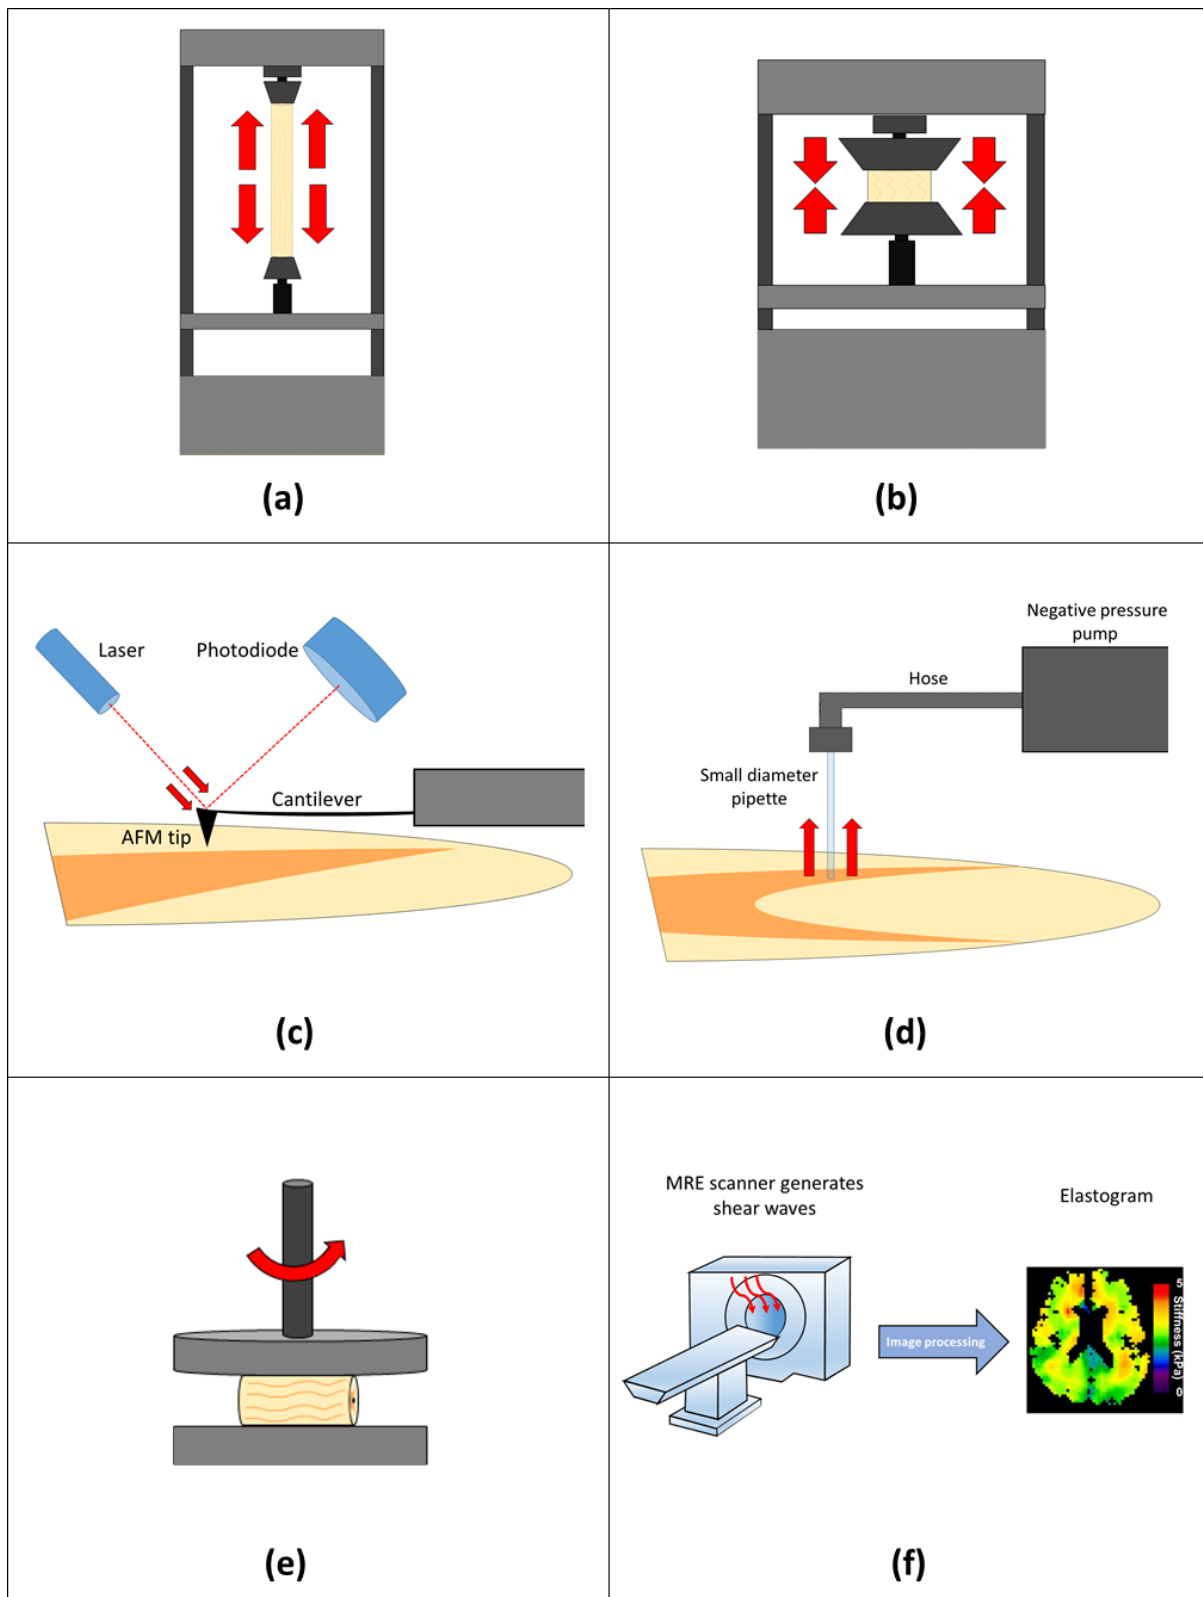 (a)
(b)
Laser
Photodiode
Cantilever
AFM tip
(c)
Negative pressure
pump
Hose
Small diameter
pipette
(d)
(e)
MRE scanner generates
shear waves
Elastogram
Image processing
5
Stiffness (kPa)
0
(f)